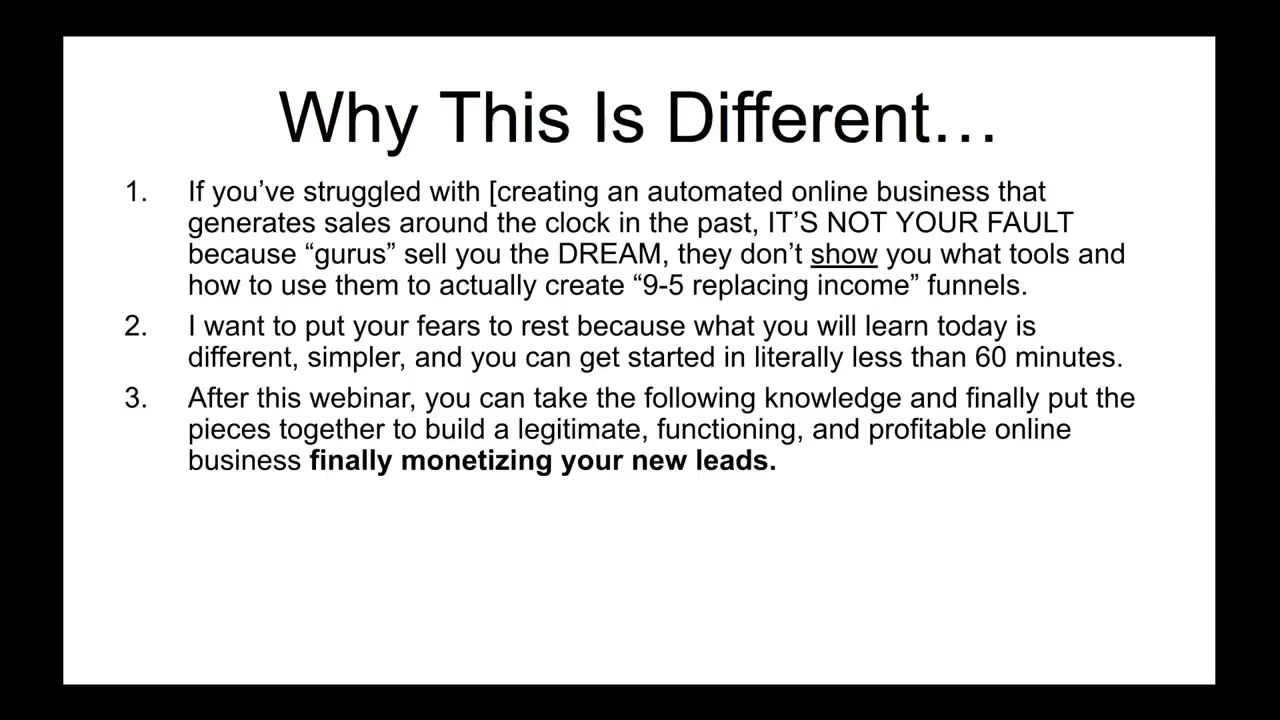 Why This Is Different…
1. If you’ve struggled with [creating an automated online business that
generates sales around the clock in the past, IT’S NOT YOUR FAULT
because “gurus” sell you the DREAM, they don’t show you what tools and
how to use them to actually create “9-5 replacing income” funnels.
2. I want to put your fears to rest because what you will learn today is
different, simpler, and you can get started in literally less than 60 minutes.
3. After this webinar, you can take the following knowledge and finally put the
pieces together to build a legitimate, functioning, and profitable online
business finally monetizing your new leads.